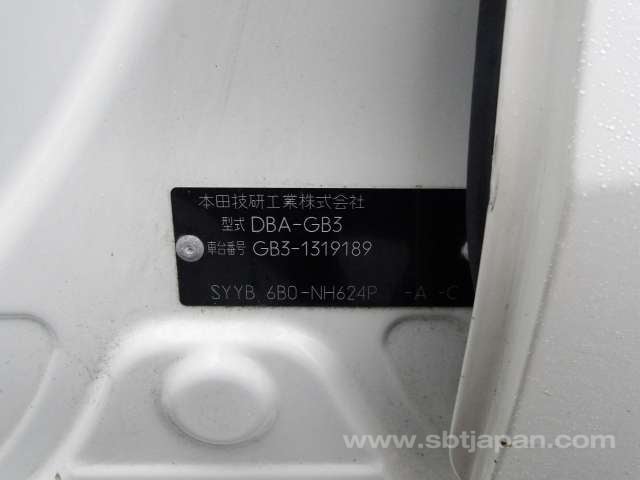 本田技研工業株式会社
型式 DBA-GB3
車台番号 GB3-1319189
SYYB 6B0-NH624P -A -C
www.sbtjapan.com